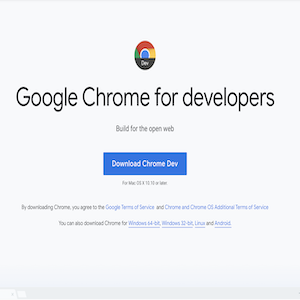 Dev
Google Chrome for developers
Build for the open web
Download Chrome Dev
For Mac OS X 10.10 or later.
By downloading Chrome, you agree to the Google Terms of Service and Chrome and Chrome OS Additional Terms of Service
You can also download Chrome for Windows 64-bit, Windows 32-bit, Linux and Android.